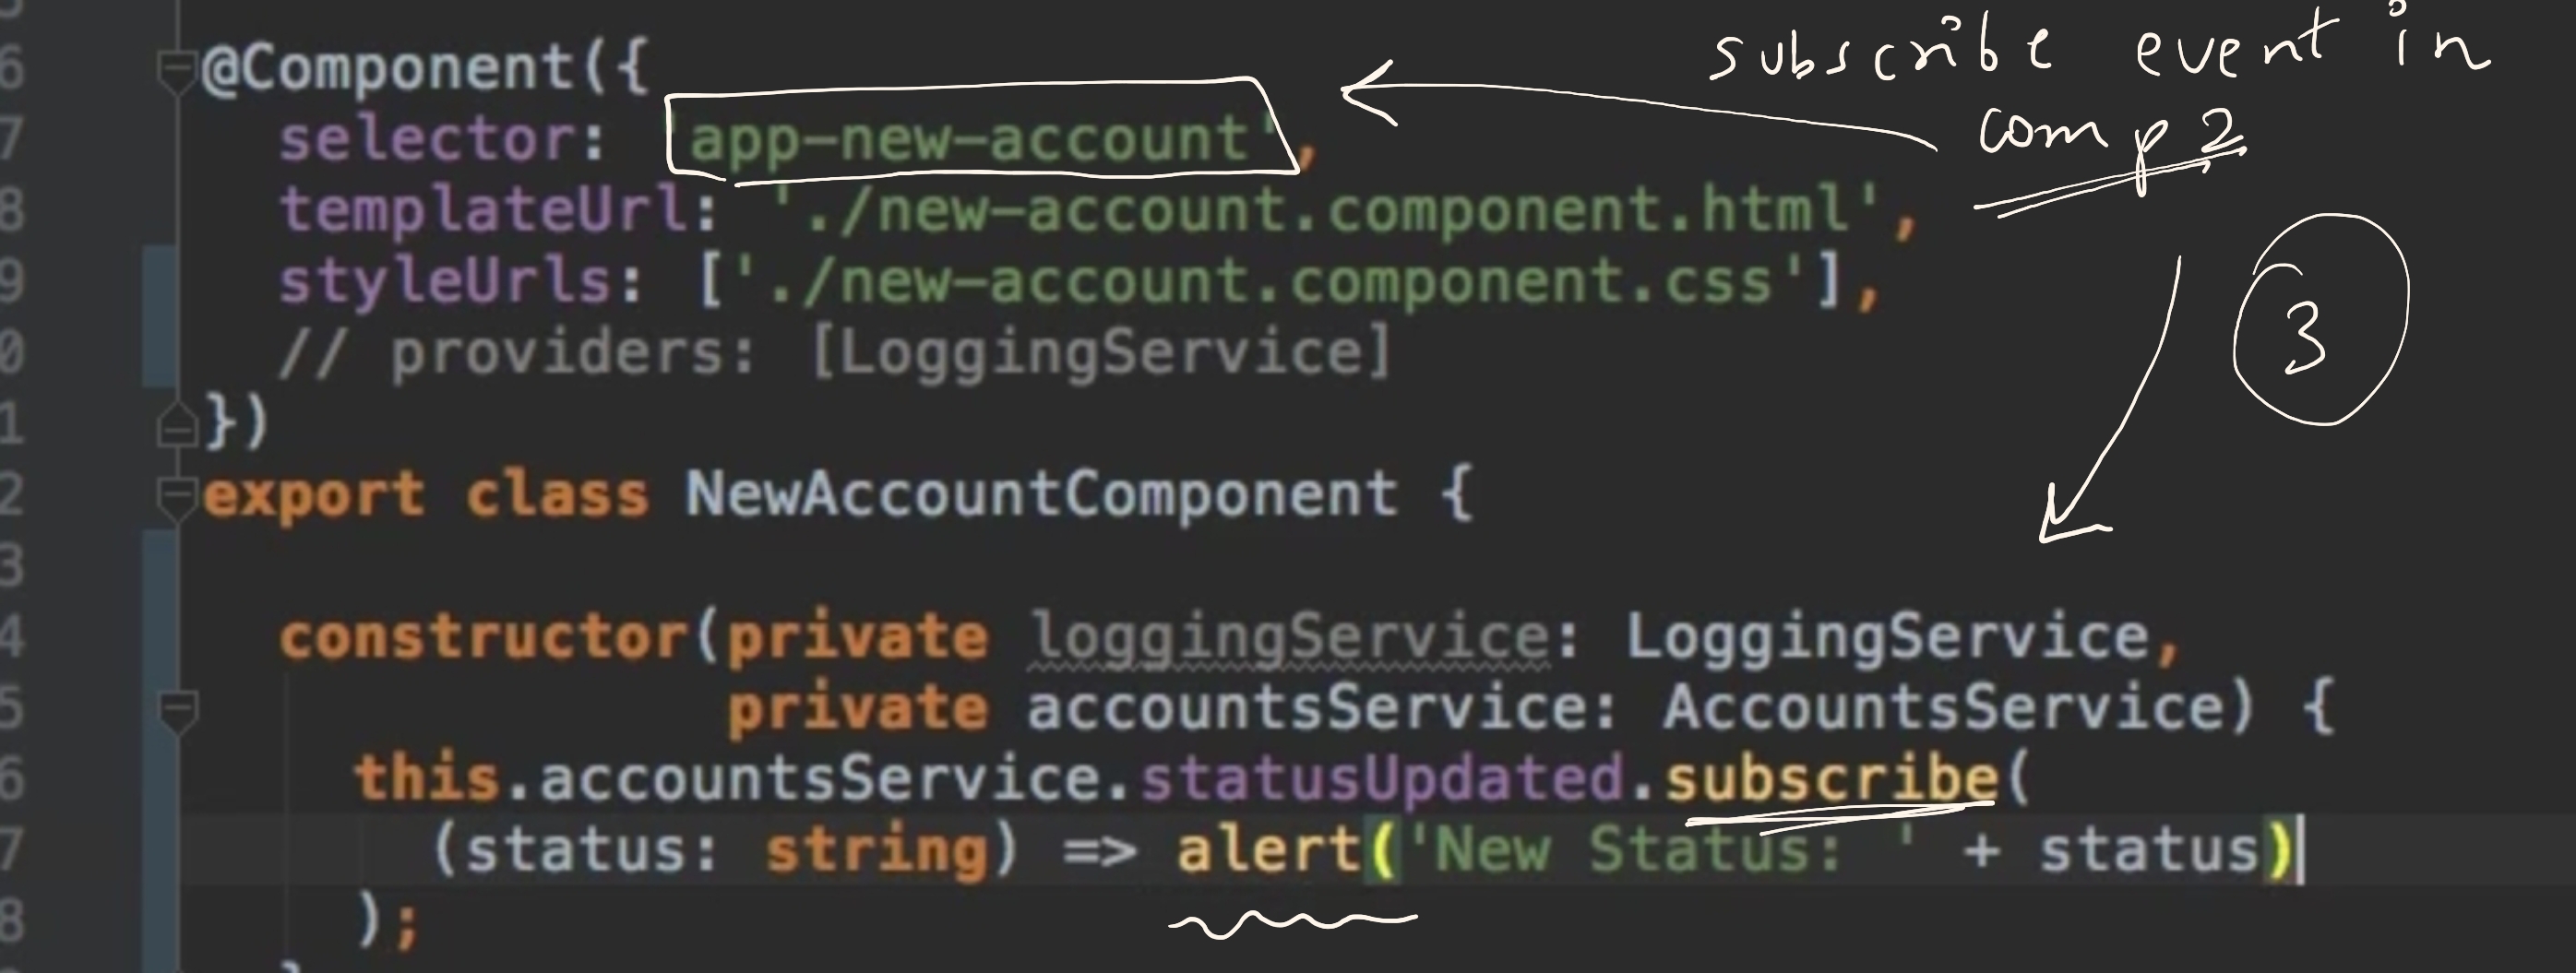 subscribe event in
6 @Component({
comp 2
7 selector: 'app-new-account',
8 templateUrl: './new-account.component.html',
9 styleUrls: ['./new-account.component.css'],
3
0 // providers: [LoggingService]
1 })
2 export class NewAccountComponent {
3
4 constructor(private loggingService: LoggingService,
5 private accountsService: AccountsService) {
6 this.accountsService.statusUpdated.subscribe(
7 (status: string) => alert('New Status: ' + status)
8 );
}